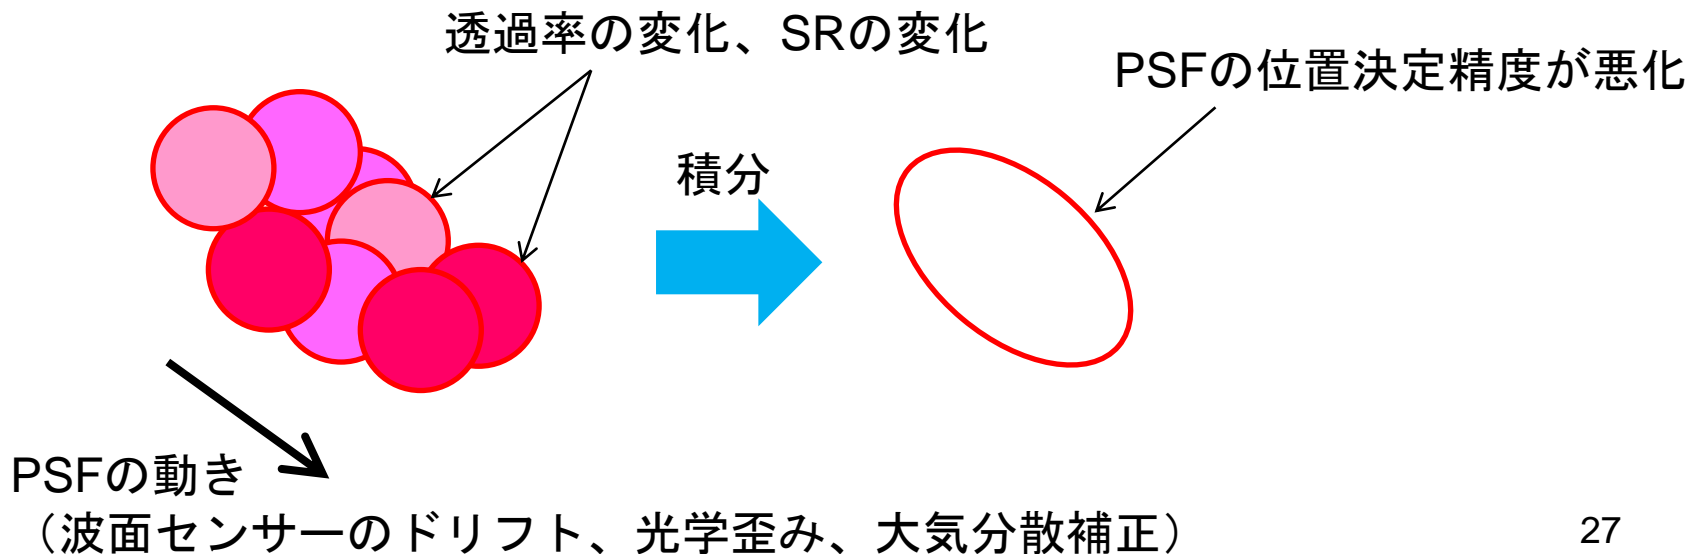 透過率の変化、SRの変化
PSFの位置決定精度が悪化
積分
PSFの動き
（波面センサーのドリフト、光学歪み、大気分散補正）
27